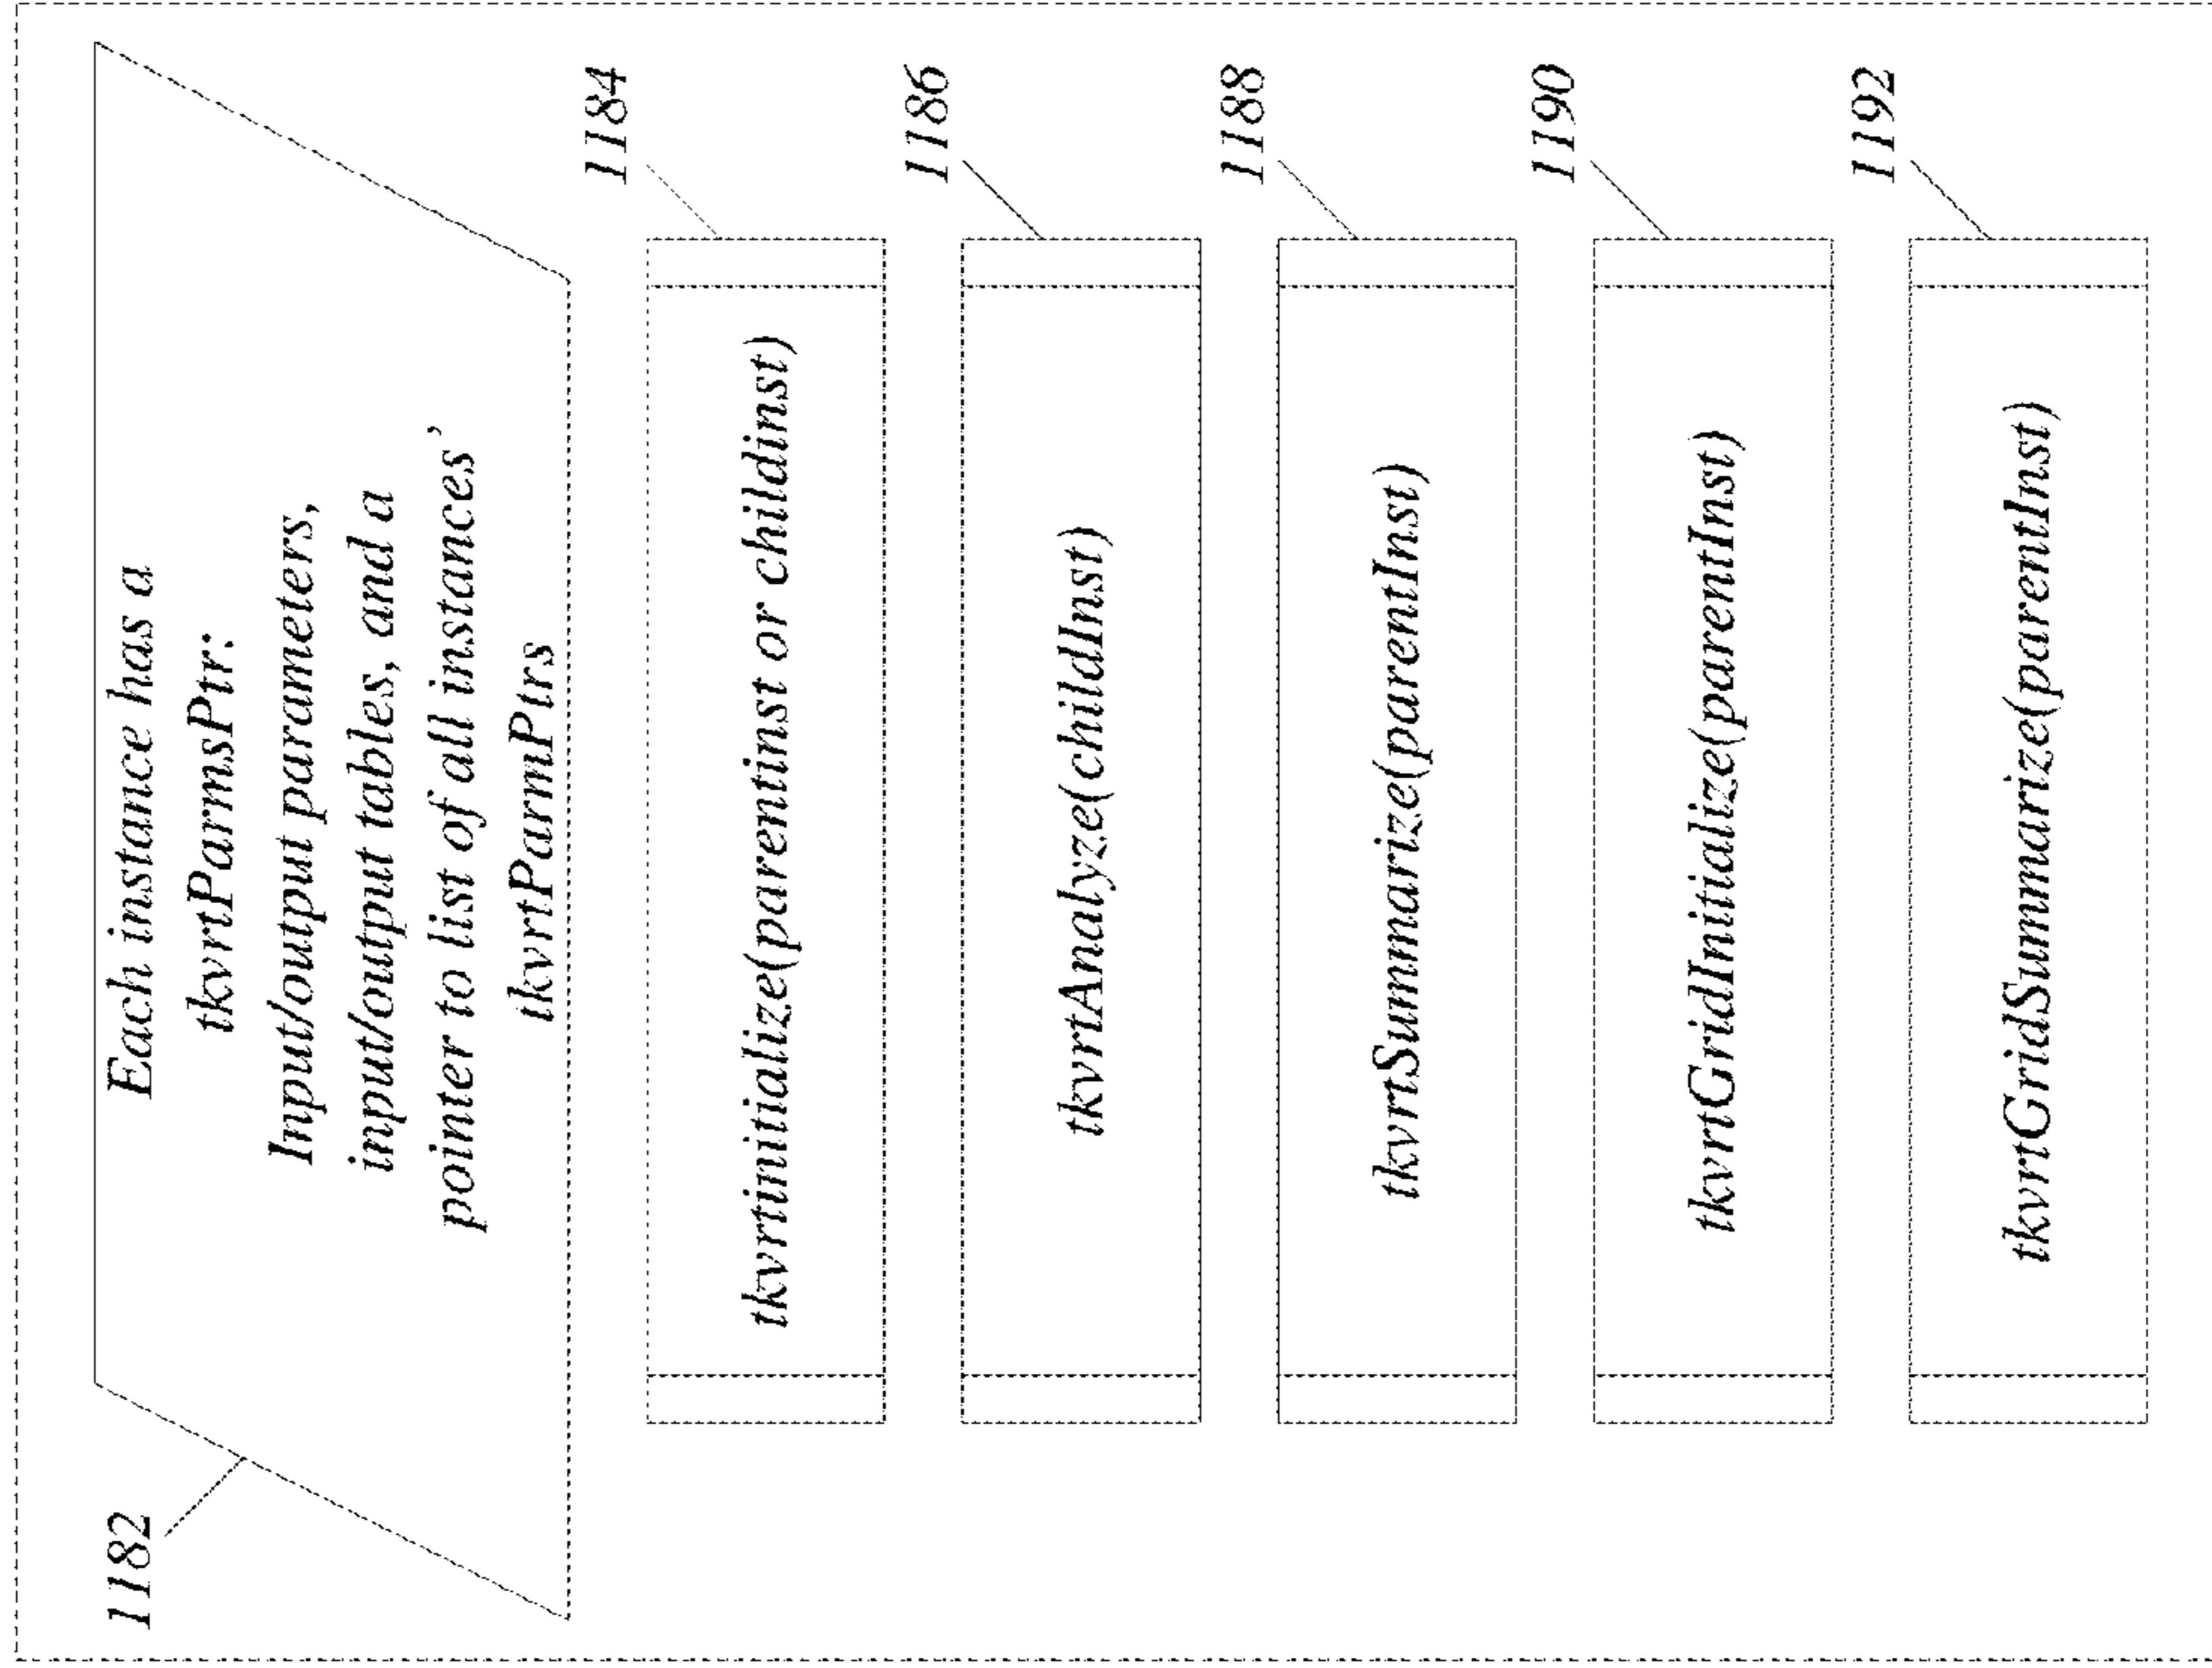 1182
Each instance has a
tkvrtParmsPtr:
Input/output parameters,
input/output tables, and a
pointer to list of all instances’
tkvrtParmPtrs
1184
tkvrtinitialize(parentinst or childinst)
1186
tkvrtAnalyze(childInst)
1188
tkvrtSummarize(parentInst)
1190
tkvrtGridInitialize(parentInst)
1192
tkvrtGridSummarize(parentInst)